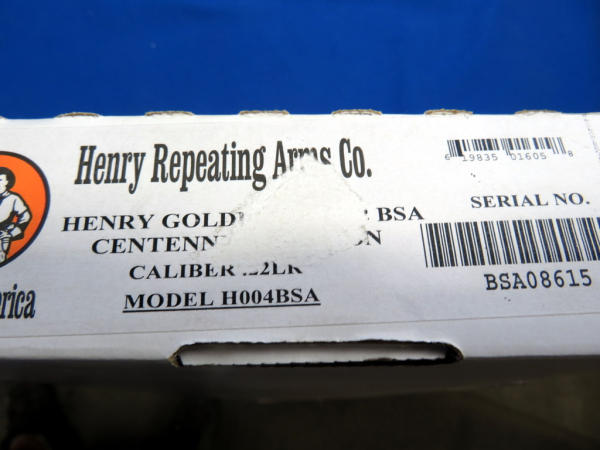 Henry Repeating Arms Co.
HENRY BSA
CENTENN
CALIBER .22LR
MODEL H004BSA
6 19835 01605 8
SERIAL NO.
BSA08615
erica